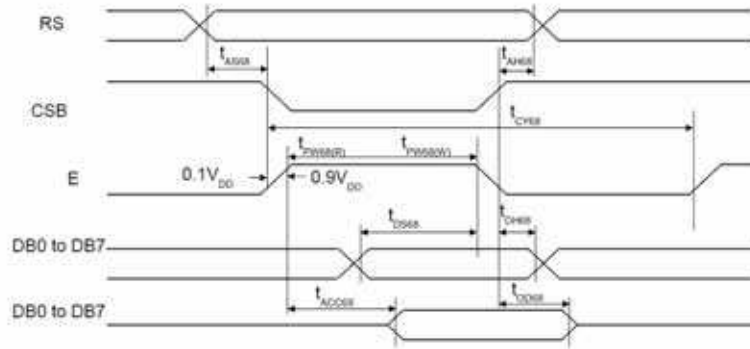 RS
tAS68
tAH68
CSB
tCY68
tPW68(R) tPW68(W)
E
0.1VDD
0.9VDD
tDS68
tDH68
DB0 to DB7
tACC68
tOD68
DB0 to DB7